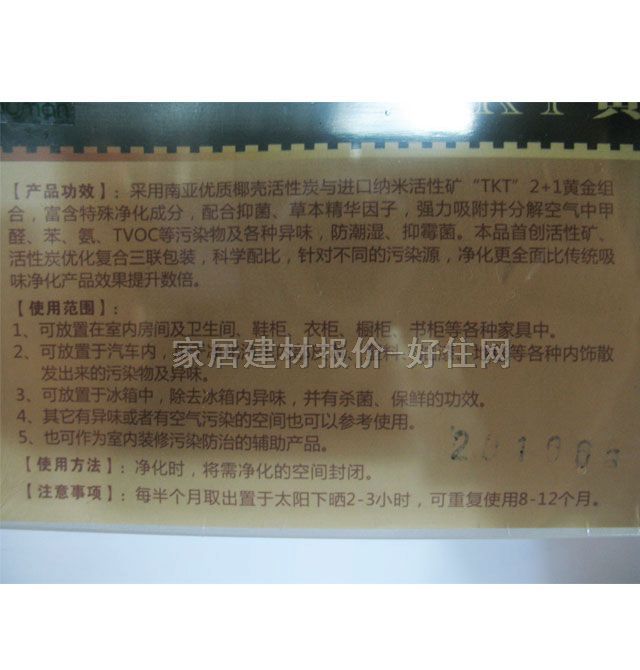 【产品功效】：采用南亚优质椰壳活性炭与进口纳米活性矿“TKT”2+1黄金组
合，富含特殊净化成分，配合抑菌、草本精华因子，强力吸附并分解空气中甲
醛、苯、氨、TVOC等污染物及各种异味，防潮湿、抑霉菌。本品首创活性矿、
活性炭优化复合三联包装，科学配比，针对不同的污染源，净化更全面比传统吸
味净化产品效果提升数倍。
【使用范围】：
1、可放置在室内房间及卫生间、鞋柜、衣柜、橱柜、书柜等各种家具中。
2、可放置于汽车内，等各种内饰散
发出来的污染物及异味。
3、可放置于冰箱中，除去冰箱内异味，并有杀菌、保鲜的功效。
4、其它有异味或者有空气污染的空间也可以参考使用。
5、也可作为室内装修污染防治的辅助产品。
【使用方法】：净化时，将需净化的空间封闭。
【注意事项】：每半个月取出置于太阳下晒2-3小时，可重复使用8-12个月。
家居建材报价-好住网